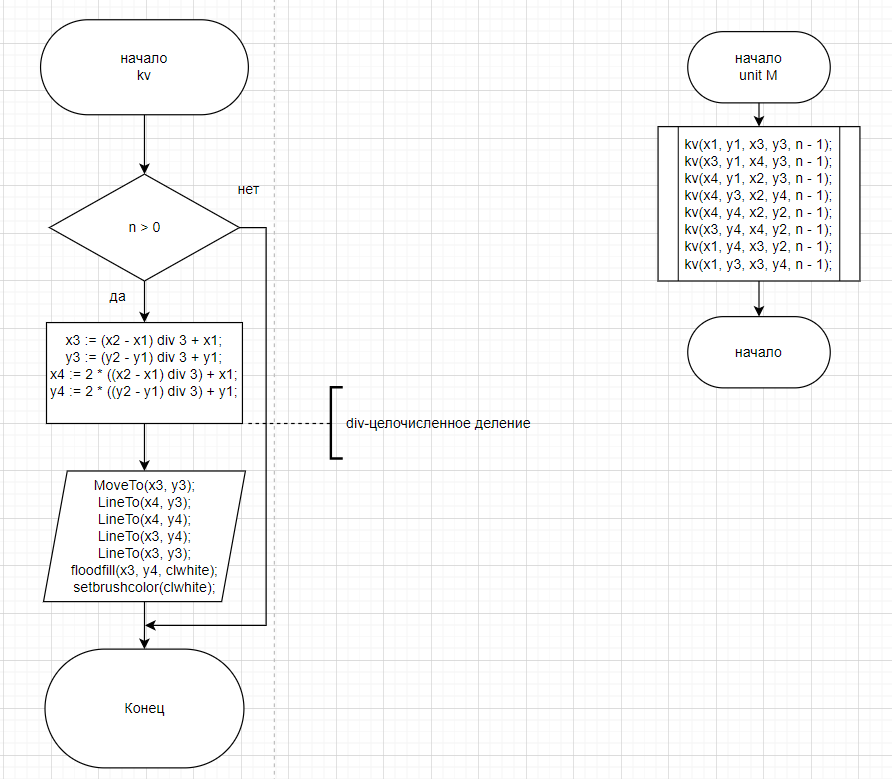 начало
kv
n > 0
нет
да
x3 := (x2 - x1) div 3 + x1;
y3 := (y2 - y1) div 3 + y1;
x4 := 2 * ((x2 - x1) div 3) + x1;
y4 := 2 * ((y2 - y1) div 3) + y1;
div-целочисленное деление
MoveTo(x3, y3);
LineTo(x4, y3);
LineTo(x4, y4);
LineTo(x3, y4);
LineTo(x3, y3);
floodfill(x3, y4, clwhite);
setbrushcolor(clwhite);
Конец
начало
unit M
kv(x1, y1, x3, y3, n - 1);
kv(x3, y1, x4, y3, n - 1);
kv(x4, y1, x2, y3, n - 1);
kv(x4, y3, x2, y4, n - 1);
kv(x4, y4, x2, y2, n - 1);
kv(x3, y4, x4, y2, n - 1);
kv(x1, y4, x3, y2, n - 1);
kv(x1, y3, x3, y4, n - 1);
начало